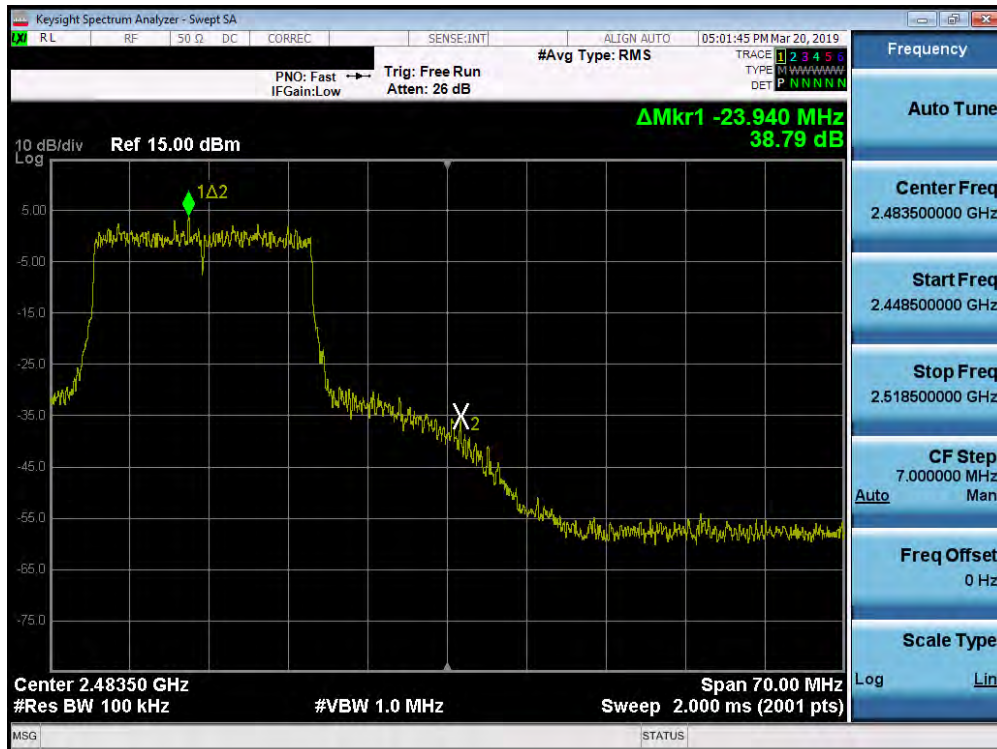 Keysight Spectrum Analyzer - Swept SA
LXI RL RF 50 Ω DC CORREC SENSE:INT ALIGN AUTO 05:01:45 PM Mar 20, 2019
#Avg Type: RMS TRACE 1 2 3 4 5 6
PNO: Fast Trig: Free Run TYPE M WWWWW
IFGain:Low Atten: 26 dB DET P N N N N N
ΔMkr1 -23.940 MHz
38.79 dB
10 dB/div Ref 15.00 dBm
Log
1Δ2
5.00
-5.00
-15.0
-25.0
-35.0
X2
-45.0
-55.0
-65.0
-75.0
Center 2.48350 GHz Span 70.00 MHz
#Res BW 100 kHz #VBW 1.0 MHz Sweep 2.000 ms (2001 pts)
MSG STATUS
Frequency
Auto Tune
Center Freq
2.483500000 GHz
Start Freq
2.448500000 GHz
Stop Freq
2.518500000 GHz
CF Step
7.000000 MHz
Auto Man
Freq Offset
0 Hz
Scale Type
Log Lin